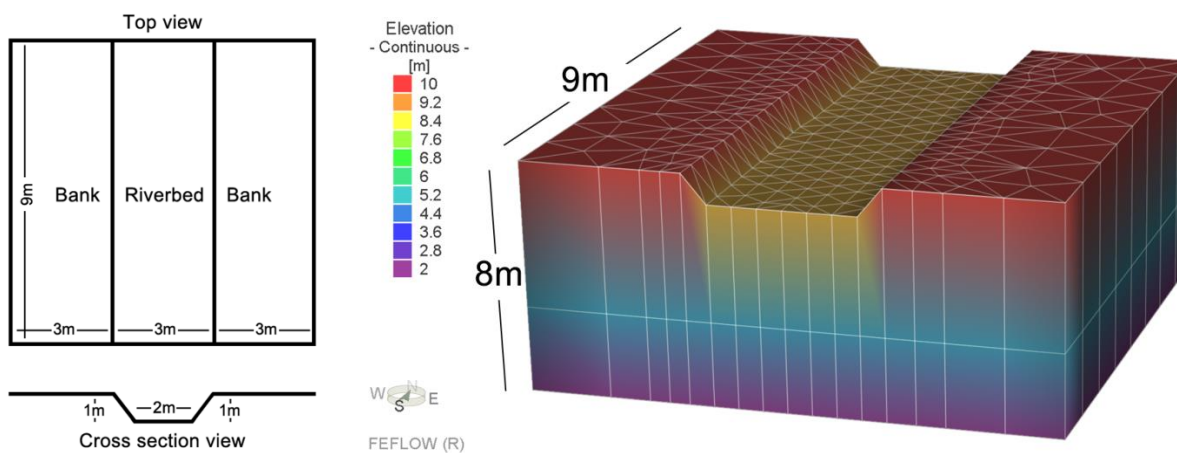 Top view
9m
Bank
Riverbed
Bank
3m
3m
3m
1m
2m
1m
Cross section view
Elevation
- Continuous -
[m]
10
9.2
8.4
7.6
6.8
6
5.2
4.4
3.6
2.8
2
W
N
S
E
FEFLOW (R)
9m
8m